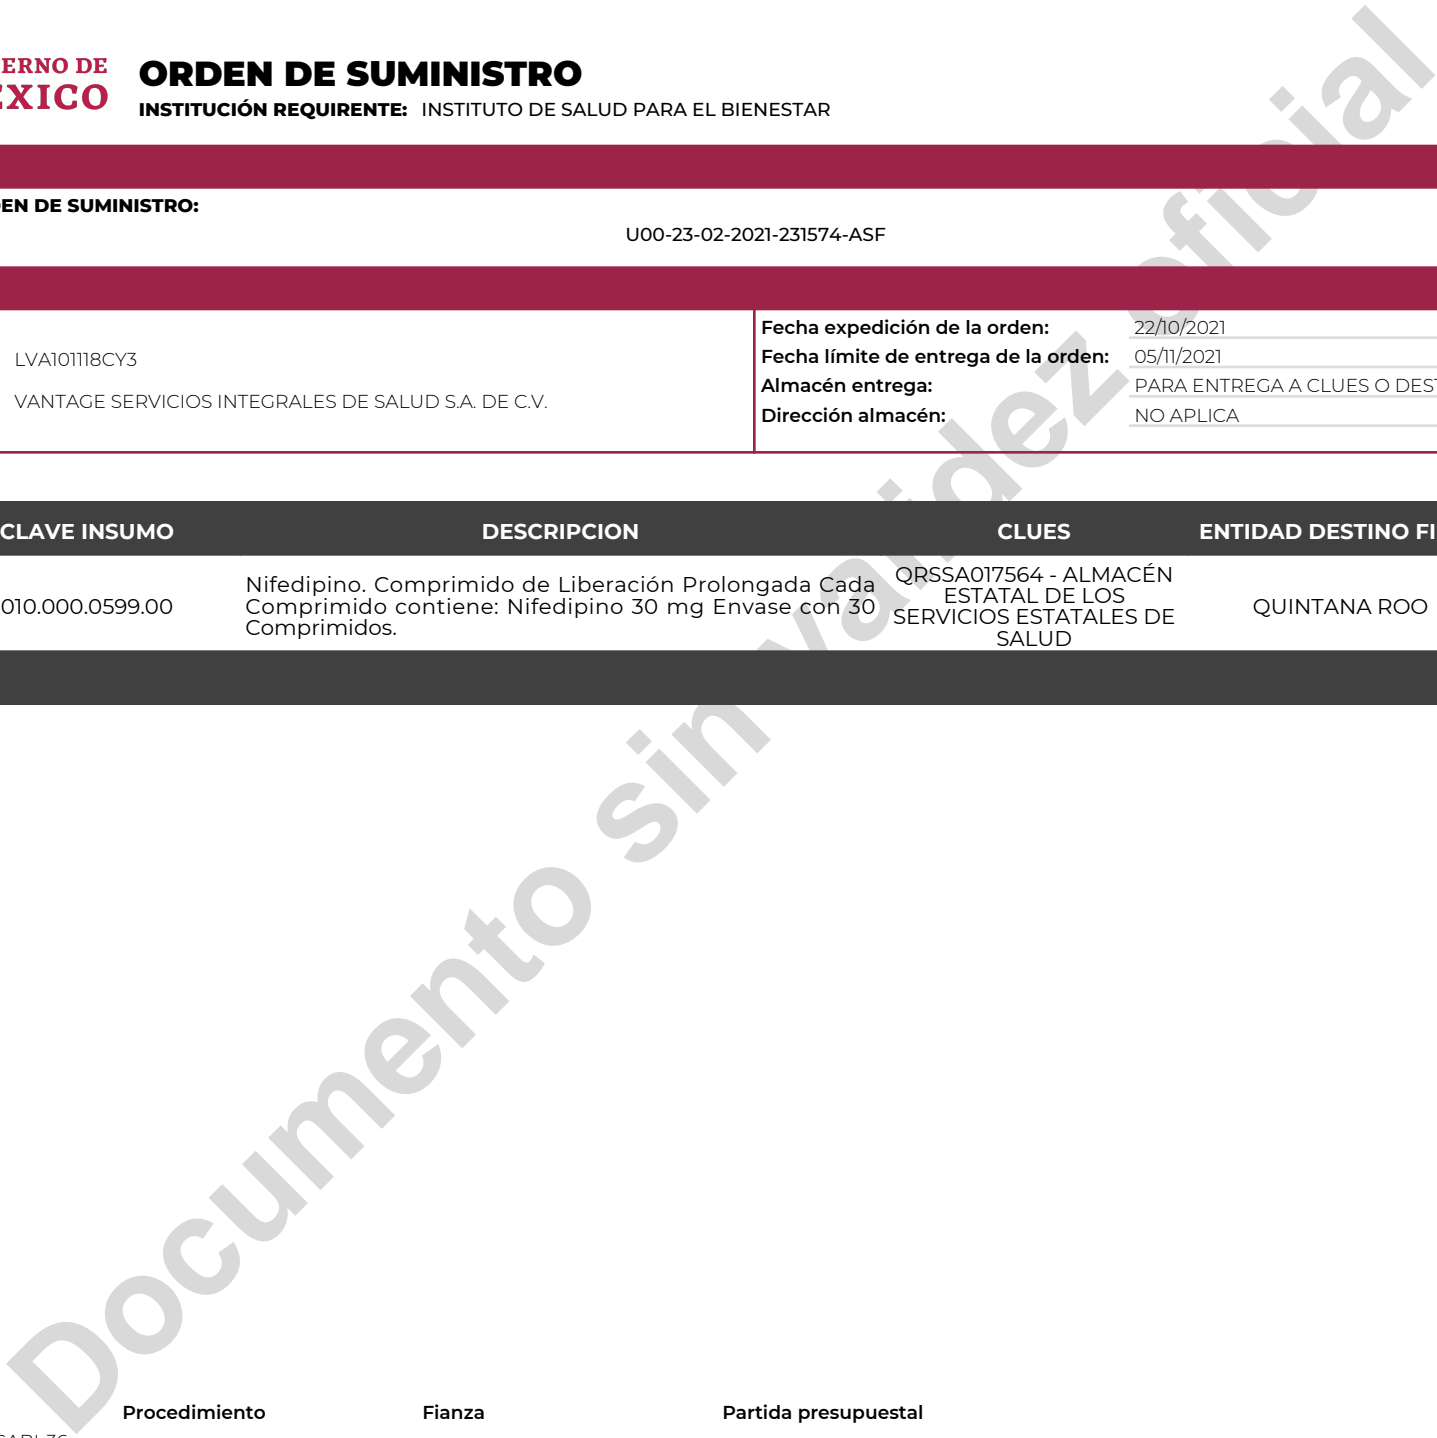 ERNO DE
EXICO
ORDEN DE SUMINISTRO
INSTITUCIÓN REQUIRENTE: INSTITUTO DE SALUD PARA EL BIENESTAR
EN DE SUMINISTRO:
U00-23-02-2021-231574-ASF
LVA101118CY3
VANTAGE SERVICIOS INTEGRALES DE SALUD S.A. DE C.V.
Fecha expedición de la orden: 22/10/2021
Fecha límite de entrega de la orden: 05/11/2021
Almacén entrega: PARA ENTREGA A CLUES O DEST
Dirección almacén: NO APLICA
CLAVE INSUMO DESCRIPCION CLUES ENTIDAD DESTINO FI
010.000.0599.00
Nifedipino. Comprimido de Liberación Prolongada Cada
Comprimido contiene: Nifedipino 30 mg Envase con 30
Comprimidos.
QRSSA017564 - ALMACÉN
ESTATAL DE LOS
SERVICIOS ESTATALES DE
SALUD
QUINTANA ROO
Documento sin validez oficial
Procedimiento Fianza Partida presupuestal